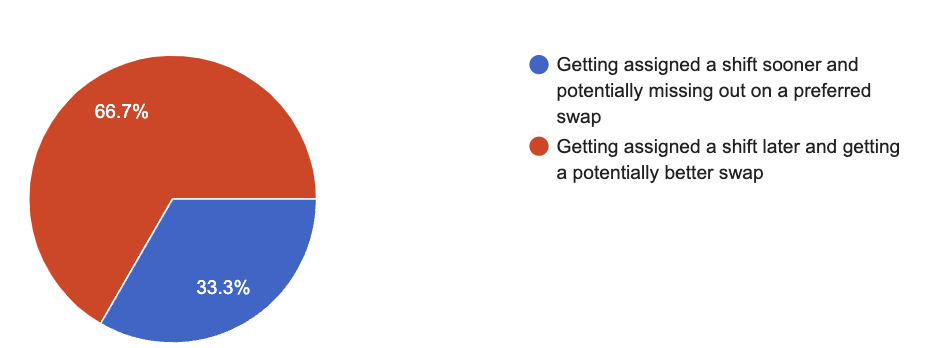 66.7%
33.3%
Getting assigned a shift sooner and
potentially missing out on a preferred
swap
Getting assigned a shift later and getting
a potentially better swap